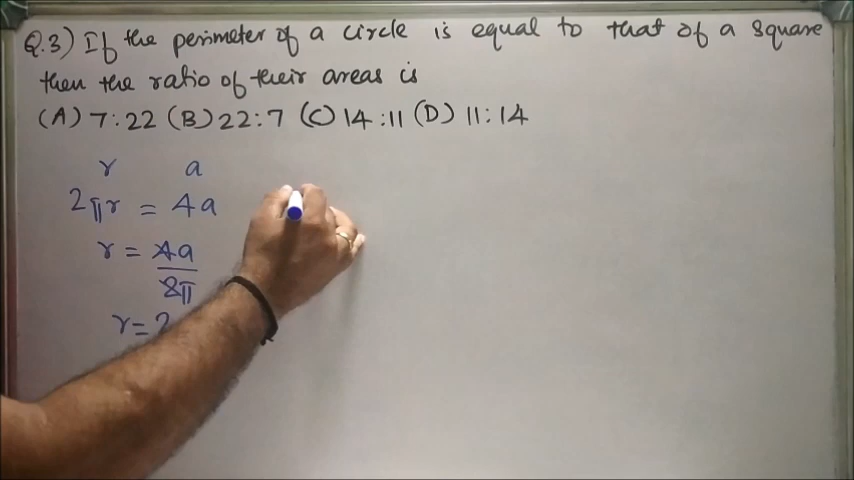 Q.3) If the perimeter of a circle is equal to that of a square
then the ratio of their areas is
(A) 7:22 (B) 22:7 (C) 14:11 (D) 11:14
r a
2πr = 4a
r = 4a
2π
r = 2